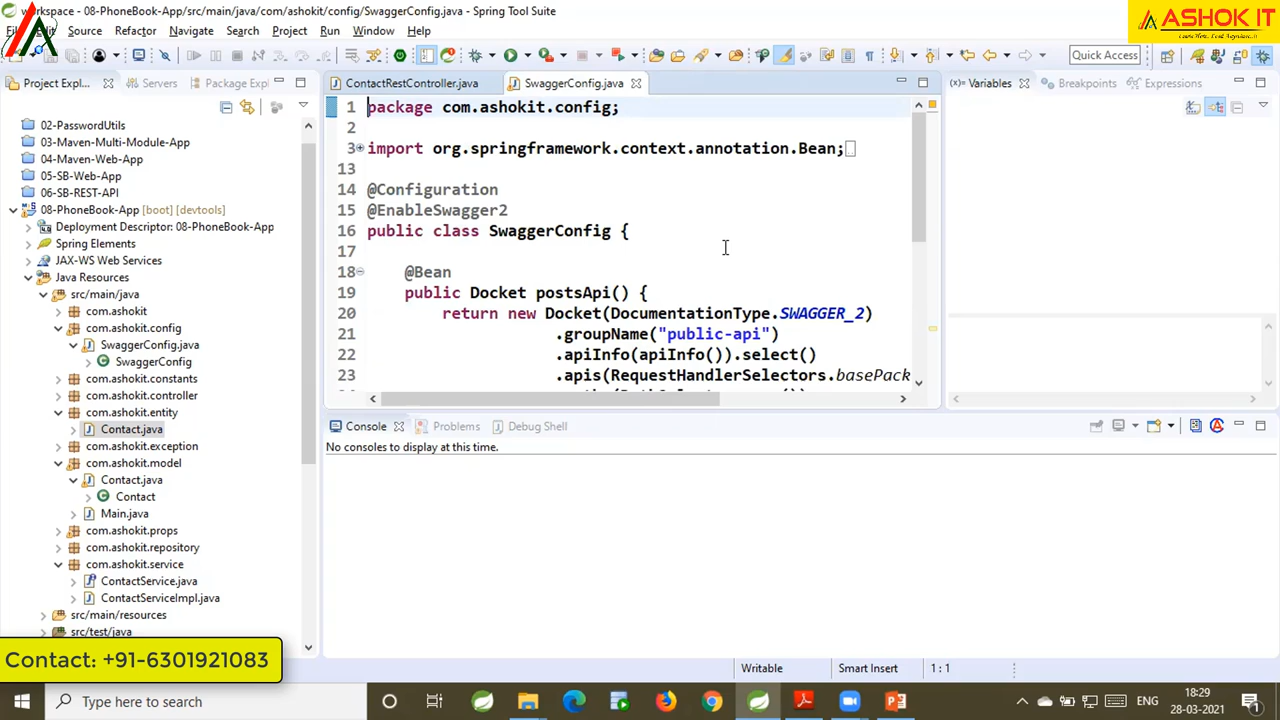 workspace - 08-PhoneBook-App/src/main/java/com/ashokit/config/SwaggerConfig.java - Spring Tool Suite
ASHOK IT
Source Refactor Navigate Search Project Run Window Help
Quick Access
Project Expl... Servers Package Expl
ContactRestController.java SwaggerConfig.java
Variables Breakpoints Expressions
02-PasswordUtils
03-Maven-Multi-Module-App
04-Maven-Web-App
05-SB-Web-App
06-SB-REST-API
08-PhoneBook-App [boot] [devtools]
Deployment Descriptor: 08-PhoneBook-App
Spring Elements
JAX-WS Web Services
Java Resources
src/main/java
com.ashokit
com.ashokit.config
SwaggerConfig.java
SwaggerConfig
com.ashokit.constants
com.ashokit.controller
com.ashokit.entity
Contact.java
com.ashokit.exception
com.ashokit.model
Contact.java
Contact
Main.java
com.ashokit.props
com.ashokit.repository
com.ashokit.service
ContactService.java
ContactServiceImpl.java
src/main/resources
src/test/java
1 package com.ashokit.config;
2
3 import org.springframework.context.annotation.Bean;
13
14 @Configuration
15 @EnableSwagger2
16 public class SwaggerConfig {
17
18 @Bean
19 public Docket postsApi() {
20 return new Docket(DocumentationType.SWAGGER_2)
21 .groupName("public-api")
22 .apiInfo(apiInfo()).select()
23 .apis(RequestHandlerSelectors.basePack
Console Problems Debug Shell
No consoles to display at this time.
Contact: +91-6301921083
Writable Smart Insert 1 : 1
Type here to search
ENG
18:29
28-03-2021